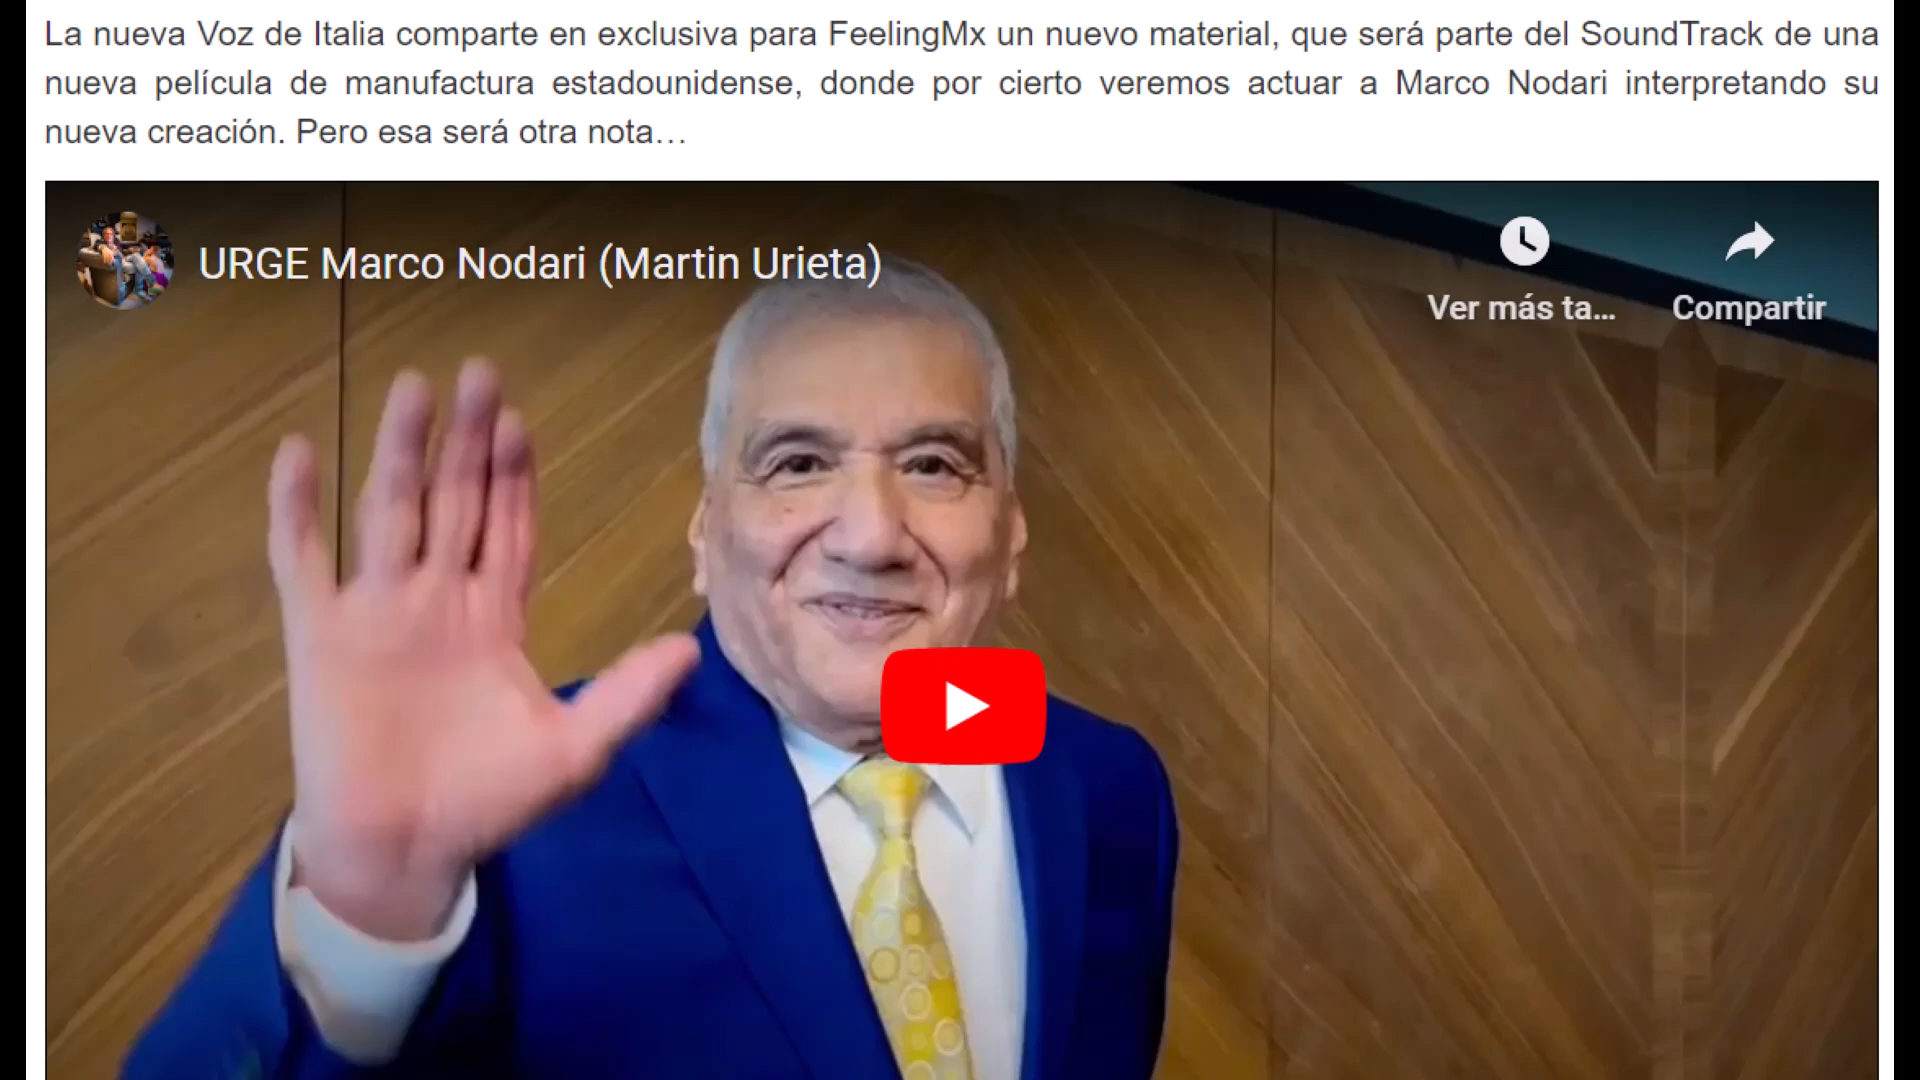 La nueva Voz de Italia comparte en exclusiva para FeelingMx un nuevo material, que será parte del SoundTrack de una
nueva película de manufactura estadounidense, donde por cierto veremos actuar a Marco Nodari interpretando su
nueva creación. Pero esa será otra nota…
URGE Marco Nodari (Martin Urieta)
Ver más ta...
Compartir